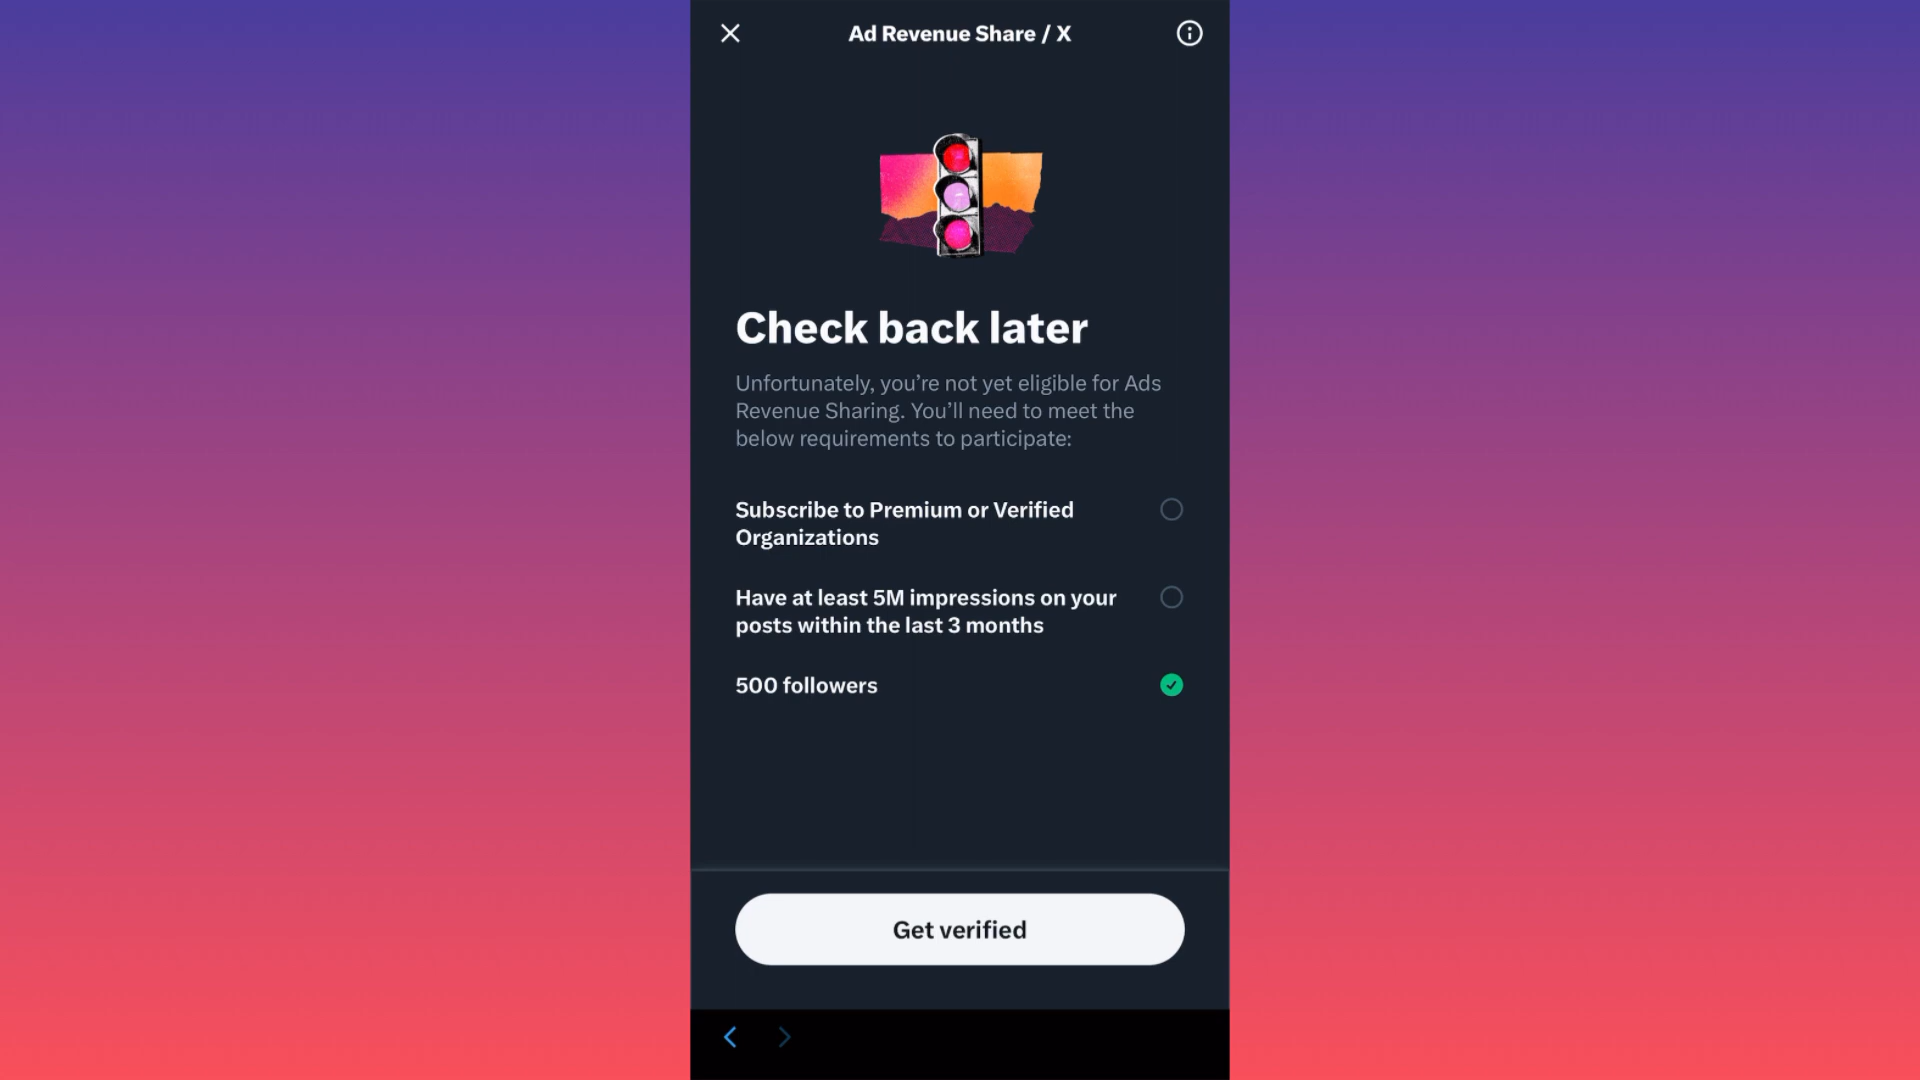 Ad Revenue Share / X
Check back later
Unfortunately, you’re not yet eligible for Ads
Revenue Sharing. You’ll need to meet the
below requirements to participate:
Subscribe to Premium or Verified
Organizations
Have at least 5M impressions on your
posts within the last 3 months
500 followers
Get verified